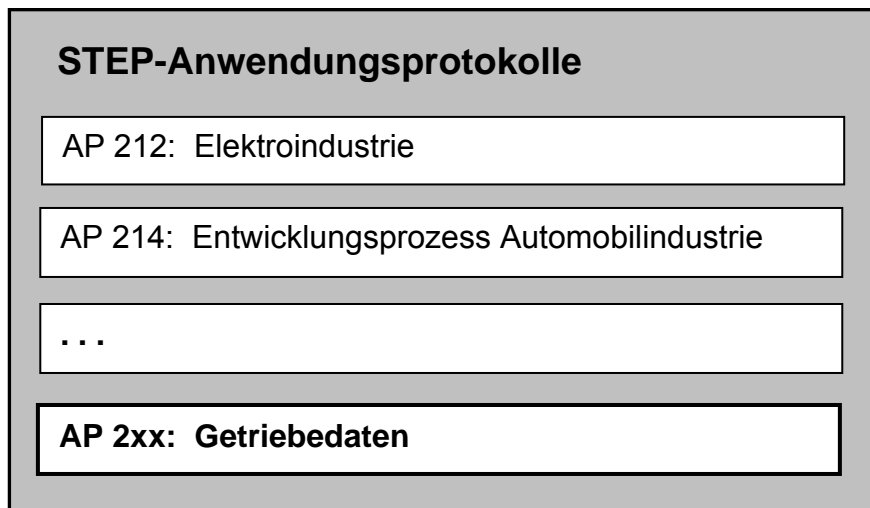 STEP-Anwendungsprotokolle
AP 212: Elektroindustrie
AP 214: Entwicklungsprozess Automobilindustrie
. . .
AP 2xx: Getriebedaten